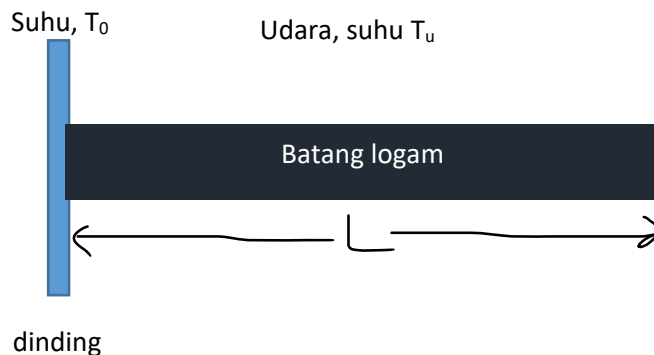 Suhu, T₀
Udara, suhu Tᵤ
Batang logam
L
dinding